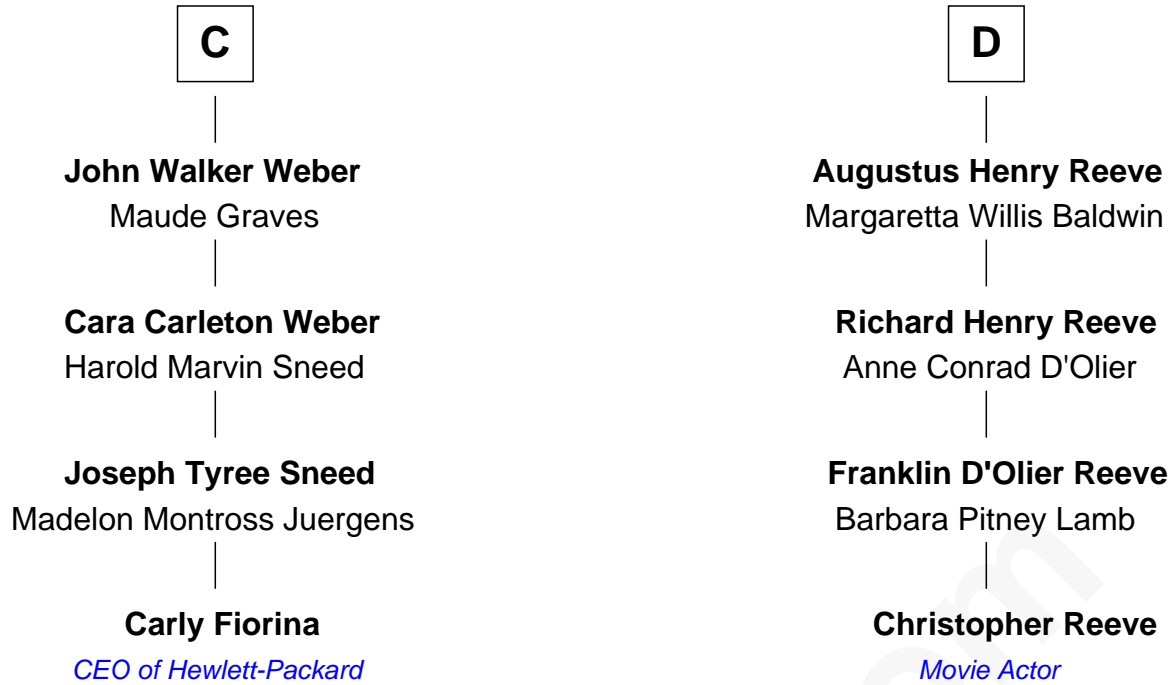 C
D
John Walker Weber
Maude Graves
Augustus Henry Reeve
Margaretta Willis Baldwin
Cara Carleton Weber
Harold Marvin Sneed
Richard Henry Reeve
Anne Conrad D'Olier
Joseph Tyree Sneed
Madelon Montross Juergens
Franklin D'Olier Reeve
Barbara Pitney Lamb
Carly Fiorina
CEO of Hewlett-Packard
Christopher Reeve
Movie Actor